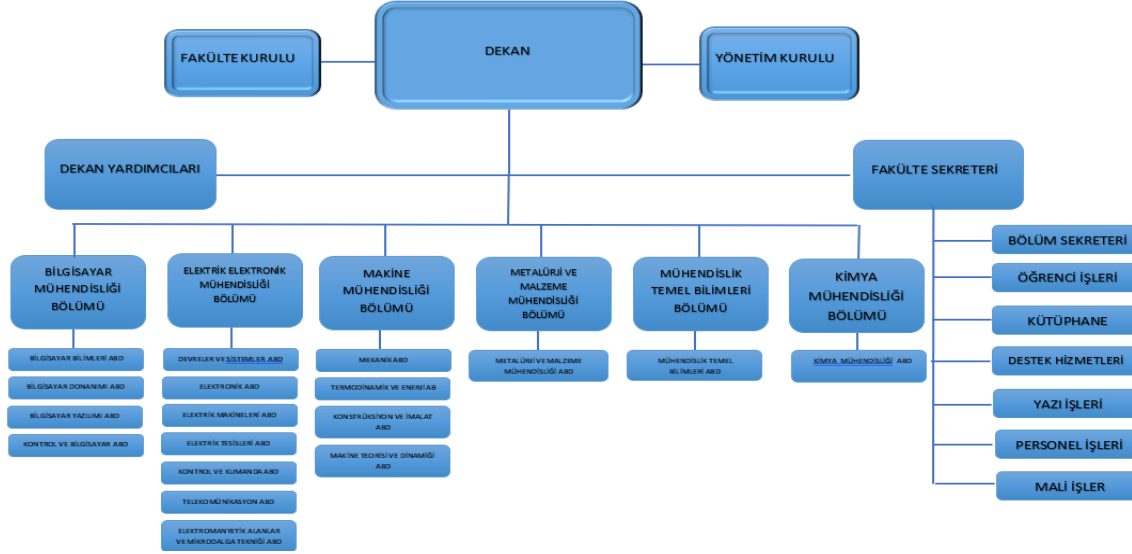 FAKÜLTE KURULU
DEKAN
YÖNETİM KURULU
DEKAN YARDIMCILARI
FAKÜLTE SEKRETERİ
BİLGİSAYAR
MÜHENDİSLİĞİ
BÖLÜMÜ
ELEKTRİK ELEKTRONİK
MÜHENDİSLİĞİ
BÖLÜMÜ
MAKİNE
MÜHENDİSLİĞİ
BÖLÜMÜ
METALÜRJİ VE
MALZEME
MÜHENDİSLİĞİ
BÖLÜMÜ
MÜHENDİSLİK
TEMEL BİLİMLERİ
BÖLÜMÜ
KİMYA
MÜHENDİSLİĞİ
BÖLÜMÜ
BİLGİSAYAR BİLİMLERİ ABD
BİLGİSAYAR DONANIMI ABD
BİLGİSAYAR YAZILIMI ABD
KONTROL VE BİLGİSAYAR ABD
DEVRELER VE SİSTEMLER ABD
ELEKTRONİK ABD
ELEKTRİK MAKİNELERİ ABD
ELEKTRİK TESİSLERİ ABD
KONTROL VE KUMANDA ABD
TELEKOMÜNİKASYON ABD
ELEKTROMANYETİK ALANLAR
VE MİKRODALGA TEKNİĞİ ABD
MEKANİK ABD
TERMODİNAMİK VE ENERJİ AB
KONSTRÜKSİYON VE İMALAT
ABD
MAKİNE TEORİSİ VE DİNAMİĞİ
ABD
METALÜRJİ VE MALZEME
MÜHENDİSLİĞİ ABD
MÜHENDİSLİK TEMEL
BİLİMLERİ ABD
KİMYA MÜHENDİSLİĞİ ABD
BÖLÜM SEKRETERİ
ÖĞRENCİ İŞLERİ
KÜTÜPHANE
DESTEK HİZMETLERİ
YAZI İŞLERİ
PERSONEL İŞLERİ
MALİ İŞLER